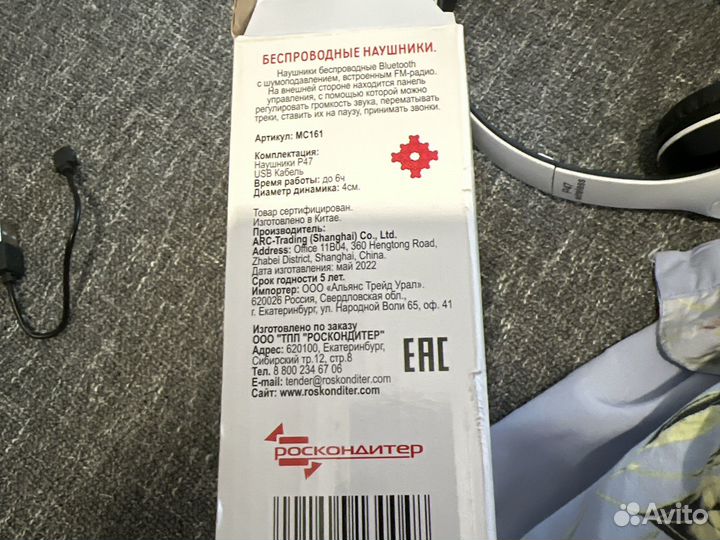 БЕСПРОВОДНЫЕ НАУШНИКИ.
Наушники беспроводные Bluetooth
с шумоподавлением, встроенным FM-радио.
На внешней стороне находится панель
управления, с помощью которой можно
регулировать громкость звука, перематывать
треки, ставить их на паузу, принимать звонки.
Артикул: МС161
Комплектация:
Наушники P47
USB Кабель
Время работы: до 6ч
Диаметр динамика: 4см.
Товар сертифицирован.
Изготовлено в Китае.
Производитель:
ARC-Trading (Shanghai) Co., Ltd.
Address: Office 11B04, 360 Hengtong Road,
Zhabei District, Shanghai, China.
Дата изготовления: май 2022
Срок годности 5 лет.
Импортер: ООО «Альянс Трейд Урал».
620026 Россия, Свердловская обл.,
г. Екатеринбург, ул. Народной Воли 65, оф. 41
Изготовлено по заказу
ООО "ТПП "РОСКОНДИТЕР"
Адрес: 620100, Екатеринбург,
Сибирский тр.12, стр.8
Тел. 8 800 234 67 06
E-mail: tender@roskonditer.com
Сайт: www.roskonditer.com
EAC
роскондитер
P47
wireless
Avito